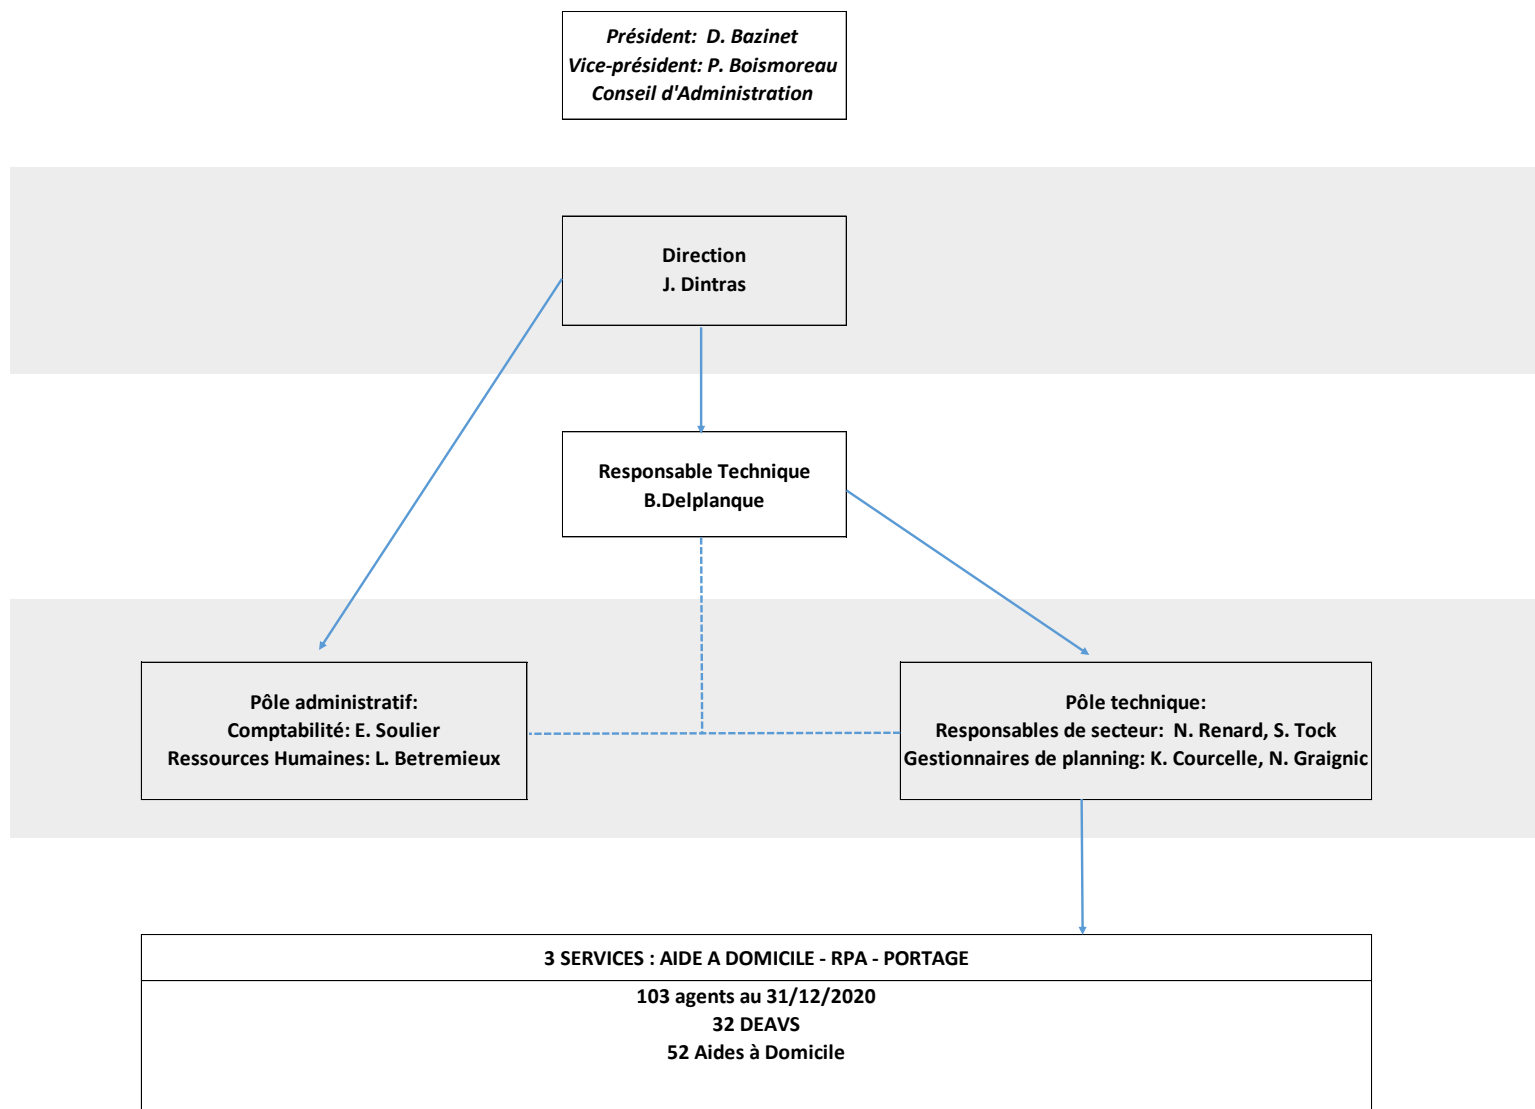 Président: D. Bazinet
Vice-président: P. Boismoreau
Conseil d'Administration
Direction
J. Dintras
Responsable Technique
B.Delplanque
Pôle administratif:
Comptabilité: E. Soulier
Ressources Humaines: L. Betremieux
Pôle technique:
Responsables de secteur: N. Renard, S. Tock
Gestionnaires de planning: K. Courcelle, N. Graignic
3 SERVICES : AIDE A DOMICILE - RPA - PORTAGE
103 agents au 31/12/2020
32 DEAVS
52 Aides à Domicile